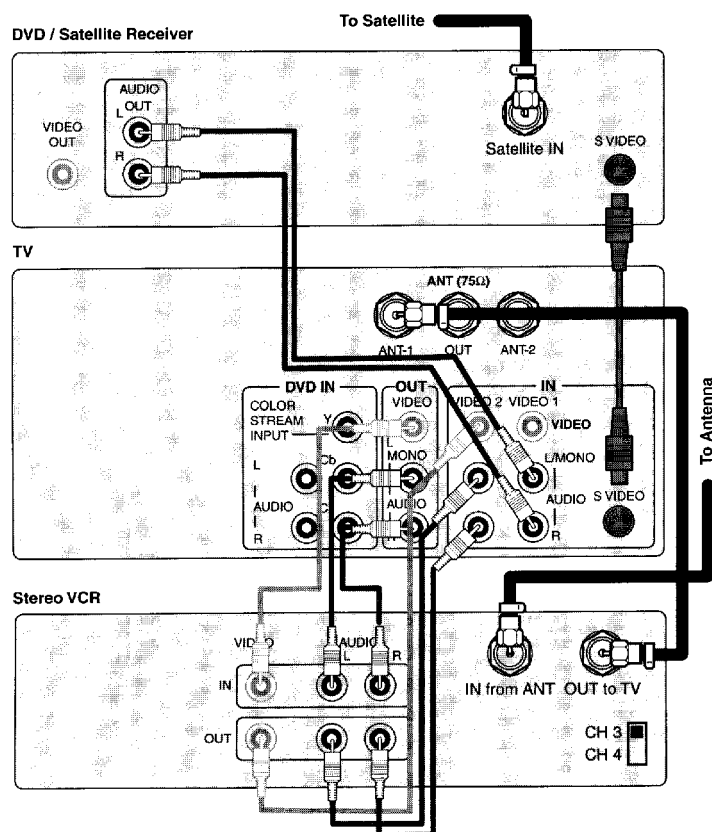 To Satellite
DVD / Satellite Receiver
AUDIO
OUT
L
VIDEO
OUT
R
Satellite IN
S VIDEO
TV
ANT (75Ω)
ANT-1
OUT
ANT-2
To Antenna
DVD IN
OUT
IN
COLOR
STREAM
INPUT
Y
VIDEO
VIDEO 2
VIDEO 1
VIDEO
L
MONO
L
Cb
L/MONO
AUDIO
AUDIO
AUDIO
S VIDEO
R
R
Stereo VCR
VIDEO
AUDIO
L
R
IN
IN from ANT
OUT to TV
OUT
CH 3
CH 4